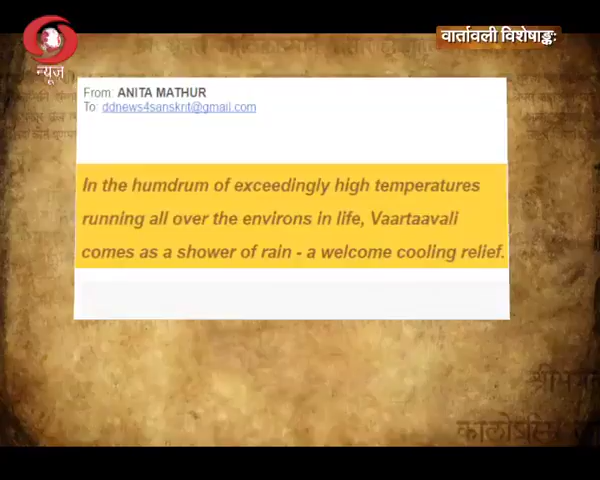 वार्तावली विशेषाङ्क:
न्यूज़
From: ANITA MATHUR
To: ddnews4sanskrit@gmail.com
In the humdrum of exceedingly high temperatures
running all over the environs in life, Vaartaavali
comes as a shower of rain - a welcome cooling relief.
कालोऽस्मि